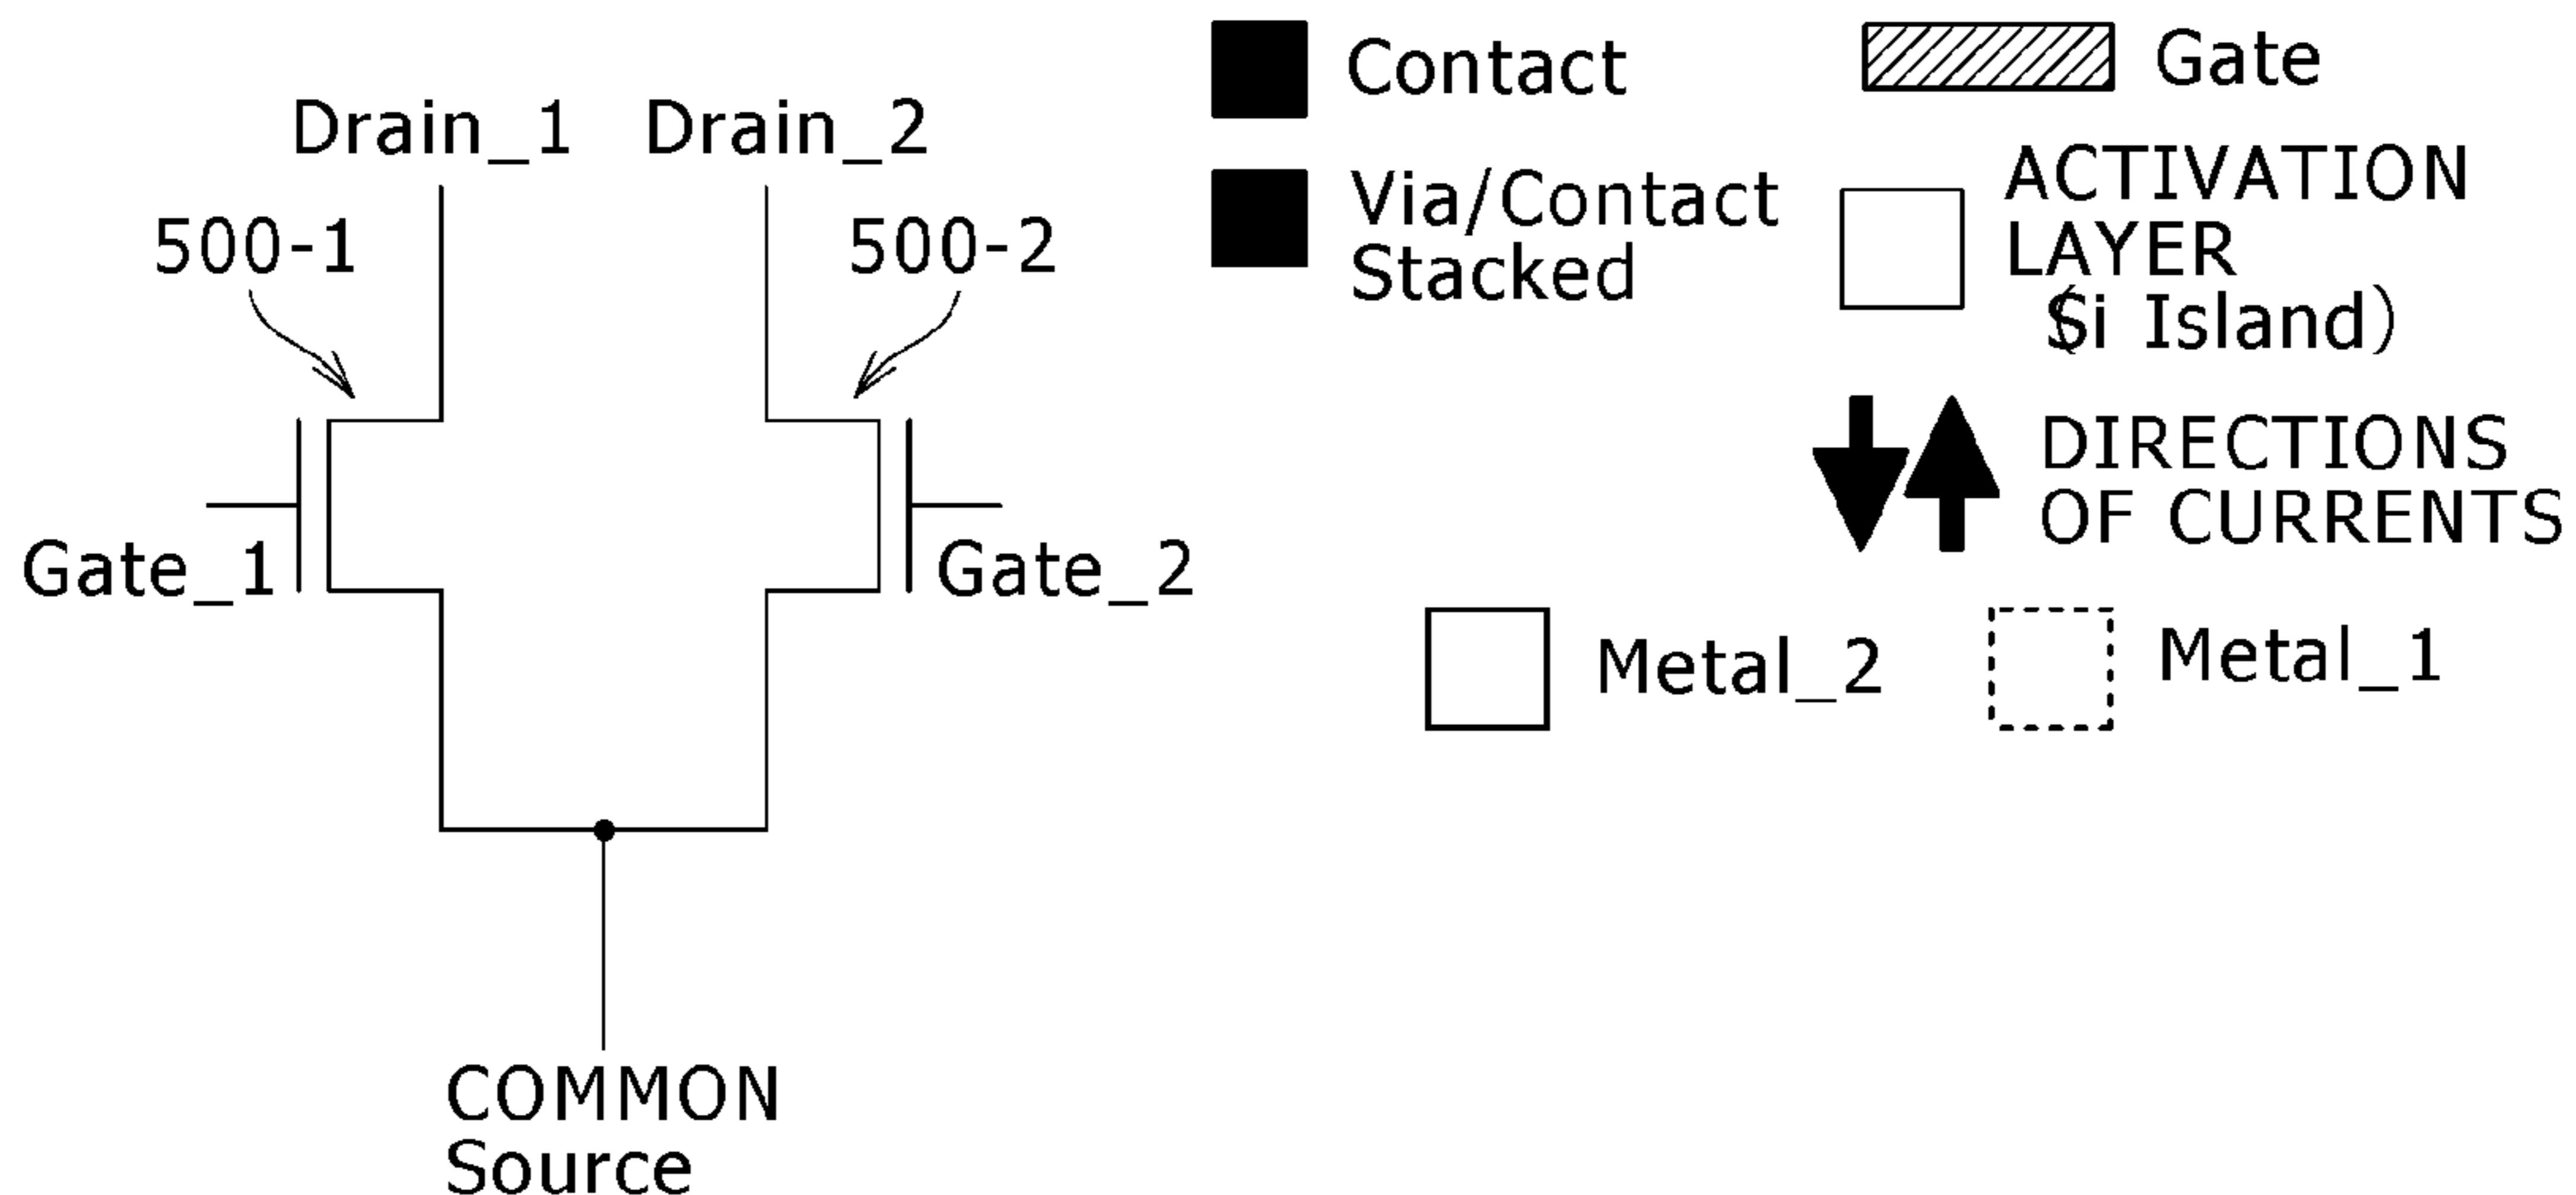 Drain_1
Drain_2
500-1
500-2
Gate_1
Gate_2
COMMON
Source
Contact
Via/Contact
Stacked
Gate
ACTIVATION
LAYER
(Si Island)
DIRECTIONS
OF CURRENTS
Metal_2
Metal_1